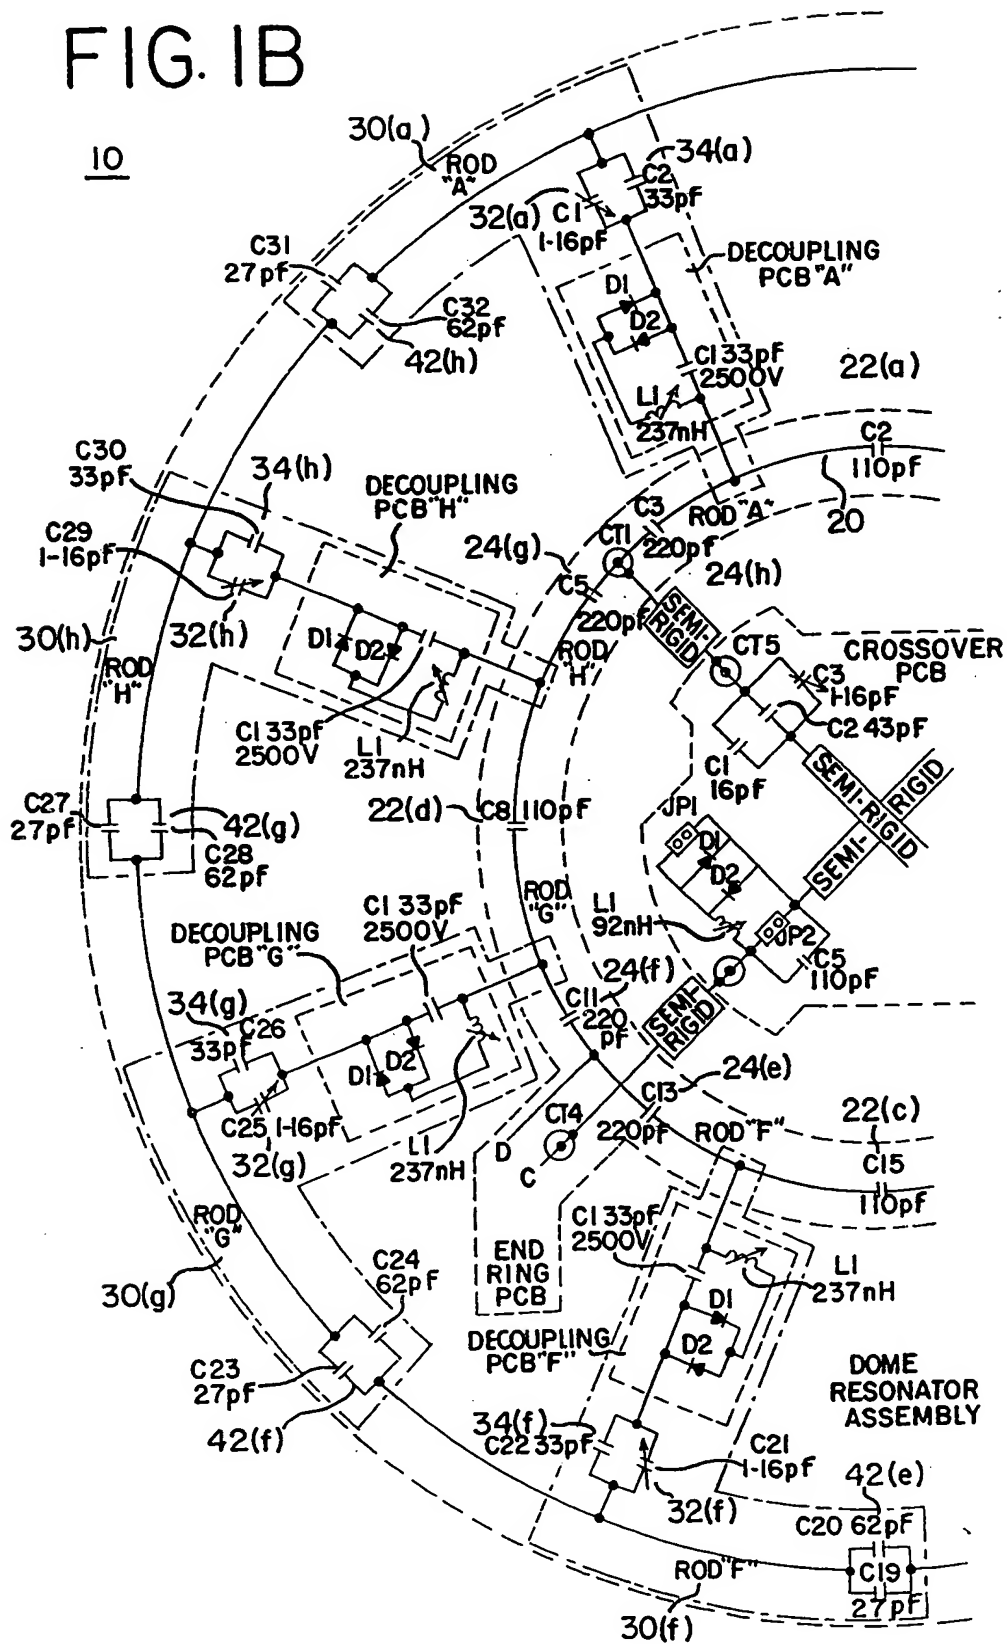 FIG. 1B
10
30(a)
ROD
"A"
34(a)
C2
33pf
32(a)
C1
1-16pF
DECOUPLING
PCB "A"
C31
27pf
C32
62pf
42(h)
D1
D2
C1 33pf
2500V
L1
237nH
22(a)
C2
110pf
20
ROD "A"
C30
33pf
34(h)
DECOUPLING
PCB "H"
C29
1-16pf
32(h)
30(h)
ROD
"H"
D1
D2
C1 33pf
2500V
L1
237nH
24(g)
C3
220pf
CT1
C5
220pf
24(h)
SEMI-
RIGID
ROD
"H"
CT5
CROSSOVER
PCB
C3
1-16pF
C2 43pF
C1
16pF
SEMI-RIGID
SEMI-RIGID
C27
27pf
42(g)
C28
62pf
22(d)
C8 110pf
JP1
D1
D2
L1
92nH
JP2
C5
110pF
ROD
"G"
C1 33pf
2500V
DECOUPLING
PCB "G"
34(g)
33pf C26
D1
D2
C25 1-16pf
32(g)
L1
237nH
C11
220
pf
24(f)
SEMI-
RIGID
24(e)
C13
220pf
CT4
D
C
ROD "F"
22(c)
C15
110pf
ROD
"G"
30(g)
C24
62pf
C23
27pf
42(f)
END
RING
PCB
C1 33pf
2500V
L1
237nH
D1
D2
DECOUPLING
PCB "F"
DOME
RESONATOR
ASSEMBLY
34(f)
C22 33pf
C21
1-16pf
32(f)
42(e)
C20 62pF
C19
27pF
ROD "F"
30(f)